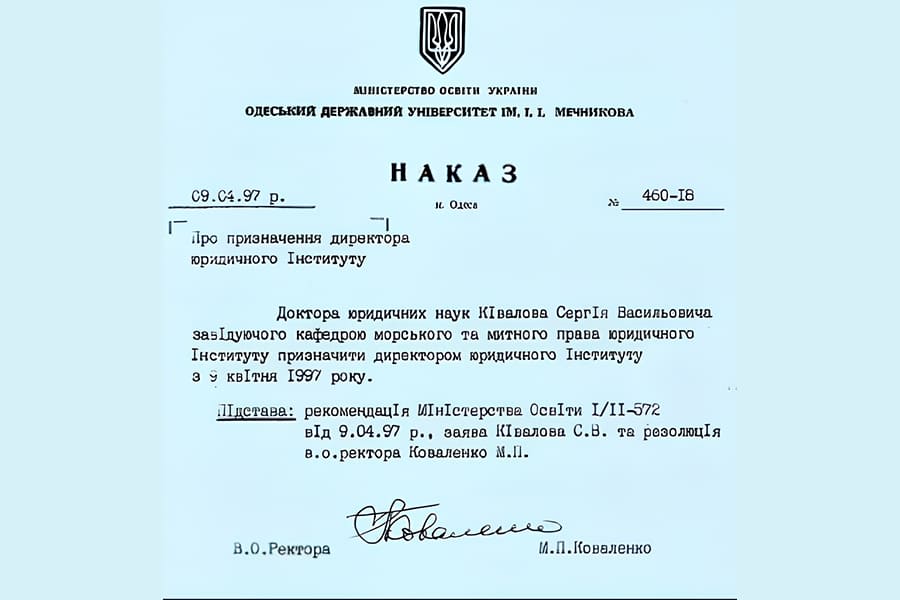 МІНІСТЕРСТВО ОСВІТИ УКРАЇНИ
ОДЕСЬКИЙ ДЕРЖАВНИЙ УНІВЕРСИТЕТ ІМ. І. І. МЕЧНИКОВА
НАКАЗ
09.04.97 р.
м. Одеса
№ 460-18
Про призначення директора
юридичного Інституту
Доктора юридичних наук КІвалова СергІя Васильовича
завІдуючого кафедрою морського та митного права юридичного
Інституту призначити директором юридичного Інституту
з 9 квІтня 1997 року.
ПІдстава: рекомендацІя МІнІстерства ОсвІти І/ІІ-572
вІд 9.04.97 р., заява КІвалова С.В. та резолюцІя
в.о.ректора Коваленко М.П.
Коваленко
В.О.Ректора
М.П.Коваленко